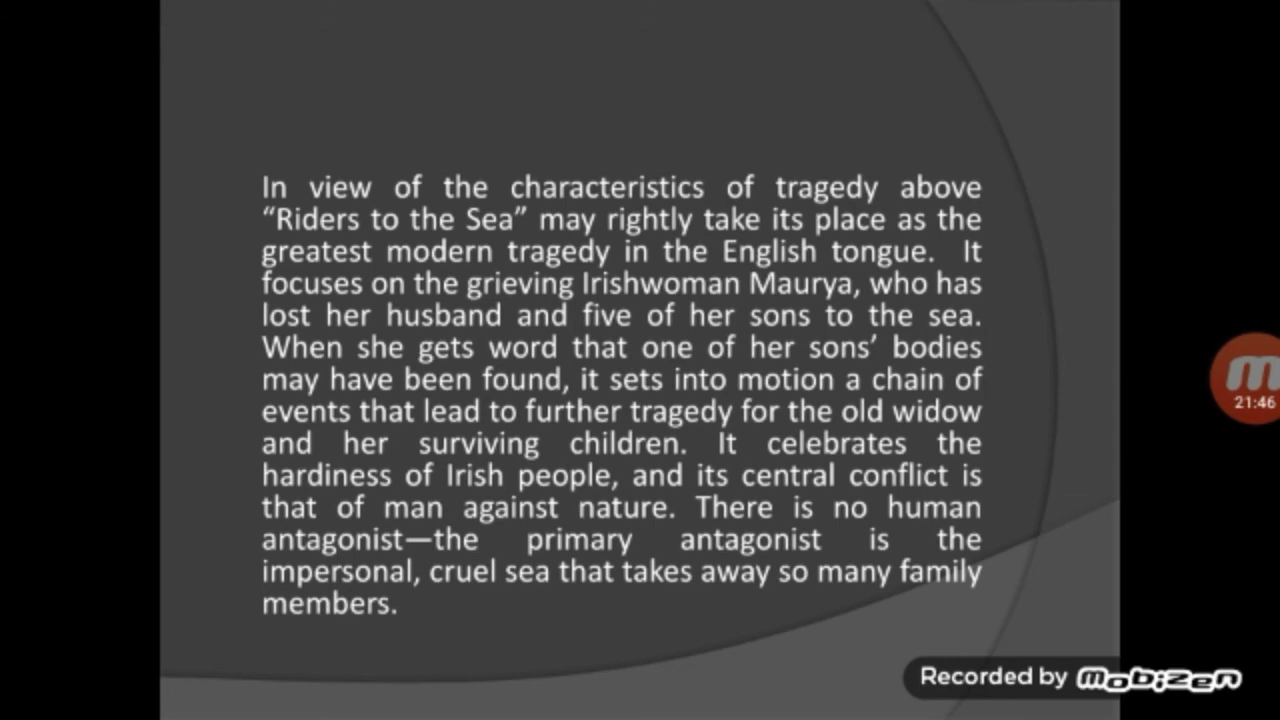 In view of the characteristics of tragedy above
“Riders to the Sea” may rightly take its place as the
greatest modern tragedy in the English tongue.  It
focuses on the grieving Irishwoman Maurya, who has
lost her husband and five of her sons to the sea.
When she gets word that one of her sons’ bodies
may have been found, it sets into motion a chain of
events that lead to further tragedy for the old widow
and her surviving children. It celebrates the
hardiness of Irish people, and its central conflict is
that of man against nature. There is no human
antagonist—the primary antagonist is the
impersonal, cruel sea that takes away so many family
members.
21:46
Recorded by mobizen